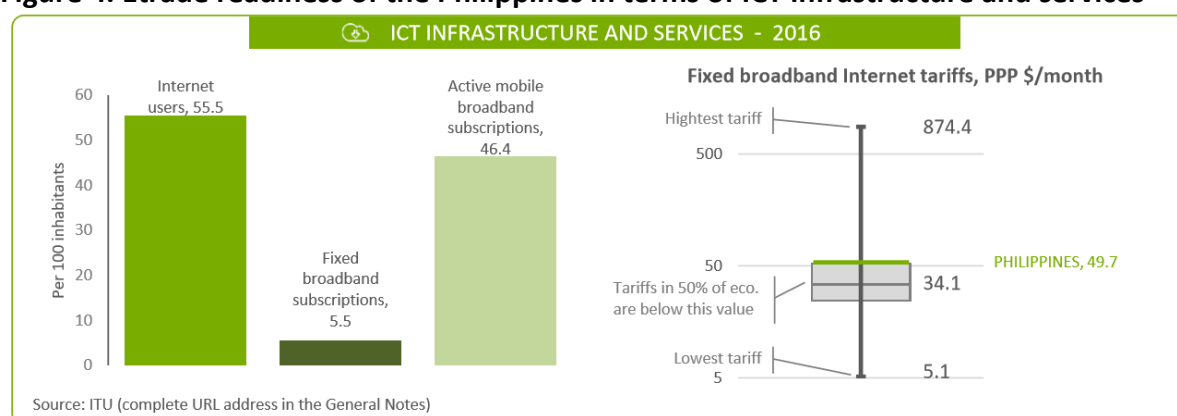 ICT INFRASTRUCTURE AND SERVICES - 2016
Per 100 inhabitants
60
50
40
30
20
10
0
Internet
users, 55.5
Fixed
broadband
subscriptions,
5.5
Active mobile
broadband
subscriptions,
46.4
Fixed broadband Internet tariffs, PPP $/month
Hightest tariff
874.4
500
50
PHILIPPINES, 49.7
Tariffs in 50% of eco.
are below this value
34.1
Lowest tariff
5.1
5
Source: ITU (complete URL address in the General Notes)